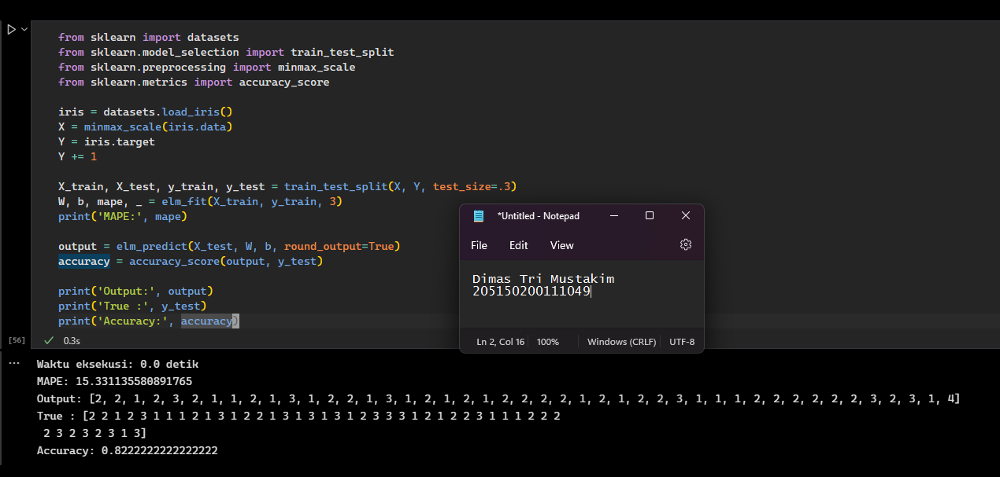 from sklearn import datasets
from sklearn.model_selection import train_test_split
from sklearn.preprocessing import minmax_scale
from sklearn.metrics import accuracy_score
iris = datasets.load_iris()
X = minmax_scale(iris.data)
Y = iris.target
Y += 1
X_train, X_test, y_train, y_test = train_test_split(X, Y, test_size=.3)
W, b, mape, _ = elm_fit(X_train, y_train, 3)
print('MAPE:', mape)
output = elm_predict(X_test, W, b, round_output=True)
accuracy = accuracy_score(output, y_test)
print('Output:', output)
print('True :', y_test)
print('Accuracy:', accuracy)
[56]
0.3s
*Untitled - Notepad
File Edit View
Dimas Tri Mustakim
205150200111049
Ln 2, Col 16 100% Windows (CRLF) UTF-8
Waktu eksekusi: 0.0 detik
MAPE: 15.331135580891765
Output: [2, 2, 1, 2, 3, 2, 1, 1, 2, 1, 3, 1, 2, 2, 1, 3, 1, 2, 1, 2, 1, 2, 2, 2, 2, 1, 2, 1, 2, 2, 3, 1, 1, 1, 2, 2, 2, 2, 2, 2, 3, 2, 3, 1, 4]
True : [2 2 1 2 3 1 1 1 2 1 3 1 2 2 1 3 1 3 1 3 1 2 3 3 3 1 2 1 2 2 3 1 1 1 2 2 2
2 3 2 3 2 3 1 3]
Accuracy: 0.8222222222222222